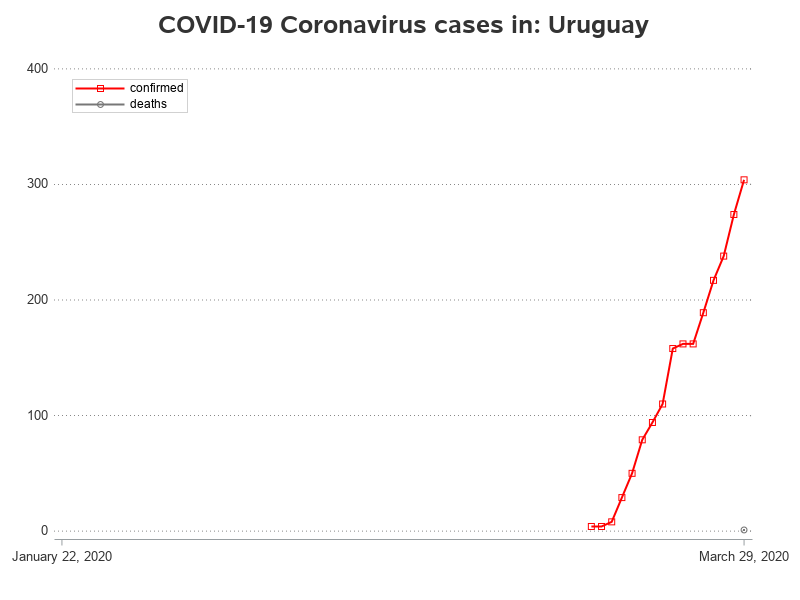 COVID-19 Coronavirus cases in: Uruguay
400
confirmed
deaths
300
200
100
0
January 22, 2020
March 29, 2020